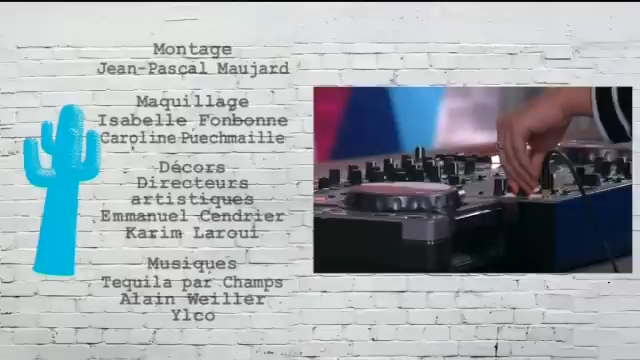 Montage
Jean-Pascal Maujard
Maquillage
Isabelle Fonbonne
Caroline Puechmaille
Décors
Directeurs
artistiques
Emmanuel Cendrier
Karim Laroui
Musiques
Tequila par Champs
Alain Weiller
Ylco